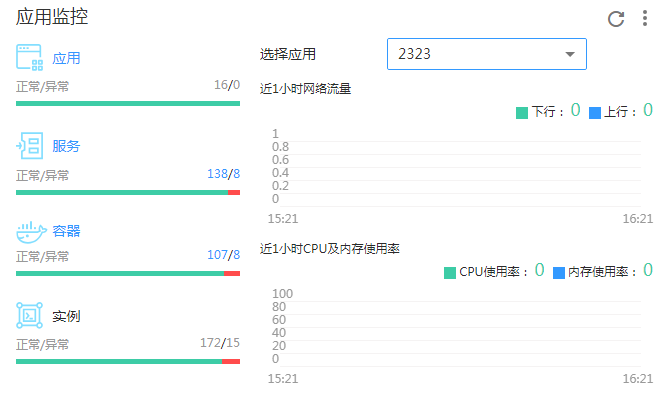 应用监控
应用
正常/异常 16/0
服务
正常/异常 138/8
容器
正常/异常 107/8
实例
正常/异常 172/15
选择应用 2323
近1小时网络流量
下行： 0 上行： 0
1
0.8
0.6
0.4
0.2
0
15:21 16:21
近1小时CPU及内存使用率
CPU使用率： 0 内存使用率： 0
100
80
60
40
20
0
15:21 16:21